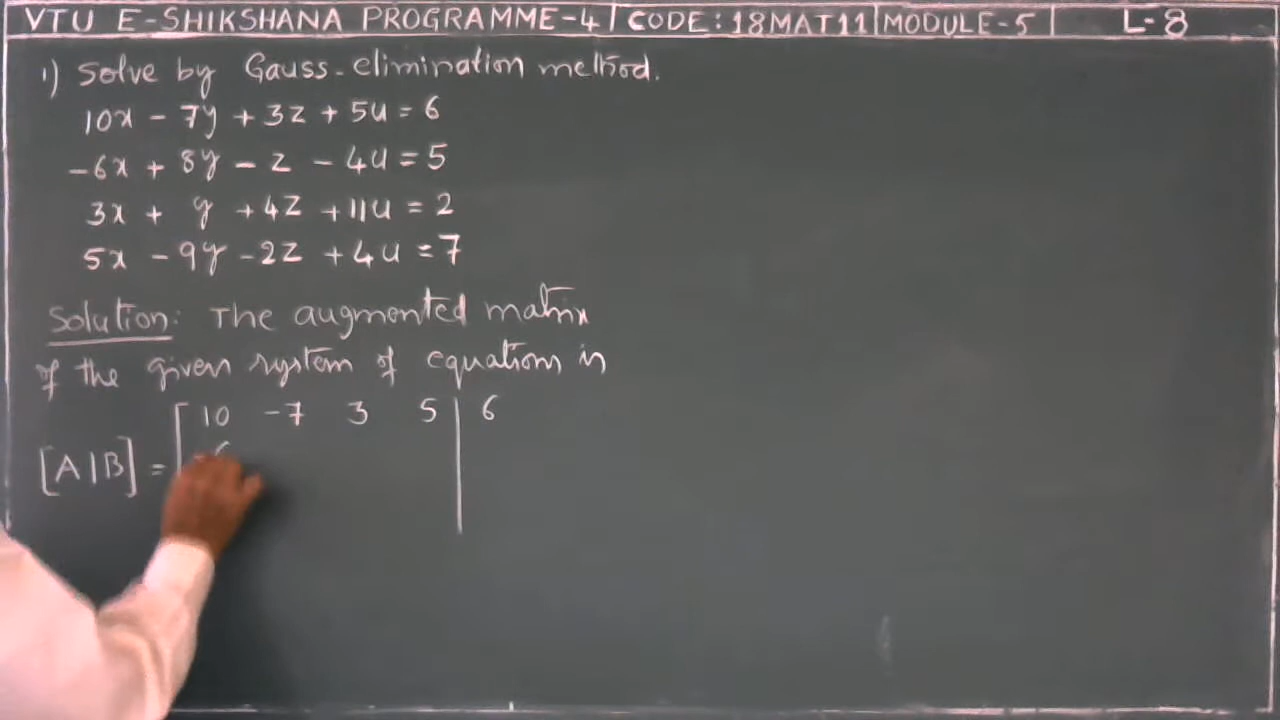 VTU E-SHIKSHANA PROGRAMME-4 | CODE:18MAT11 | MODULE-5 | L-8
1) Solve by Gauss-elimination method.
10x - 7y + 3z + 5u = 6
-6x + 8y - z - 4u = 5
3x + y + 4z + 11u = 2
5x - 9y - 2z + 4u = 7
Solution: The augmented matrix
of the given system of equations is
10 -7 3 5 | 6
[A|B] =